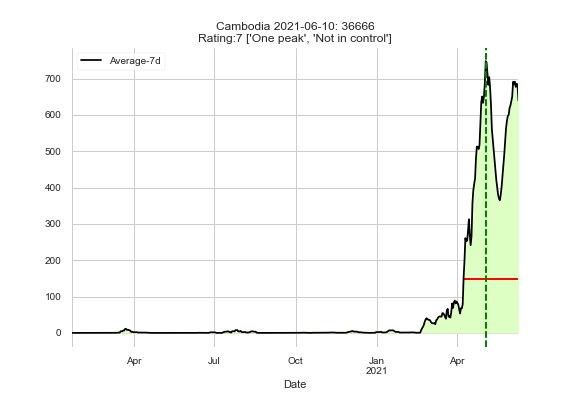 Cambodia 2021-06-10: 36666
Rating:7 ['One peak', 'Not in control']
Average-7d
700
600
500
400
300
200
100
0
Apr
Jul
Oct
Jan
2021
Apr
Date